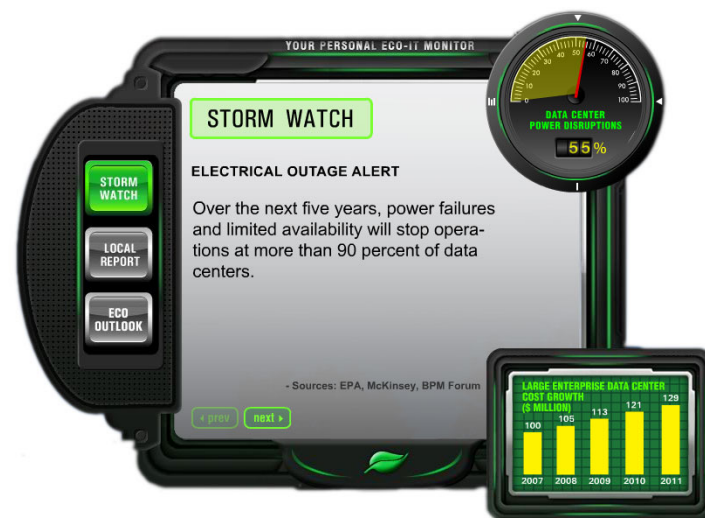 YOUR PERSONAL ECO-IT MONITOR
STORM WATCH
ELECTRICAL OUTAGE ALERT
Over the next five years, power failures
and limited availability will stop opera-
tions at more than 90 percent of data
centers.
- Sources: EPA, McKinsey, BPM Forum
prev
next
STORM
WATCH
LOCAL
REPORT
ECO
OUTLOOK
0
10
20
30
40
50
60
70
80
90
100
DATA CENTER
POWER DISRUPTIONS
55%
LARGE ENTERPRISE DATA CENTER
COST GROWTH
($ MILLION)
100
105
113
121
129
2007 2008 2009 2010 2011